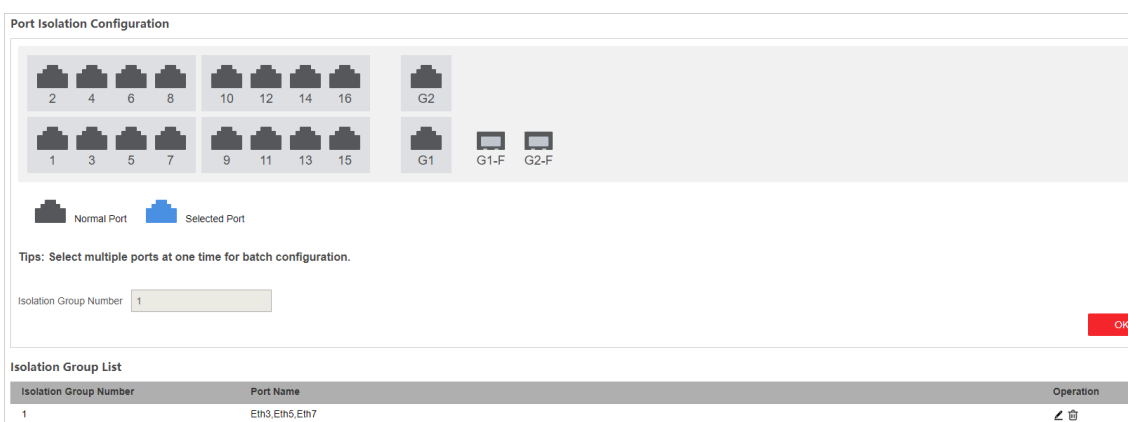 Port Isolation Configuration
2 4 6 8 10 12 14 16 G2
1 3 5 7 9 11 13 15 G1 G1-F G2-F
Normal Port Selected Port
Tips: Select multiple ports at one time for batch configuration.
Isolation Group Number 1
OK
Isolation Group List
Isolation Group Number Port Name Operation
1 Eth3,Eth5,Eth7